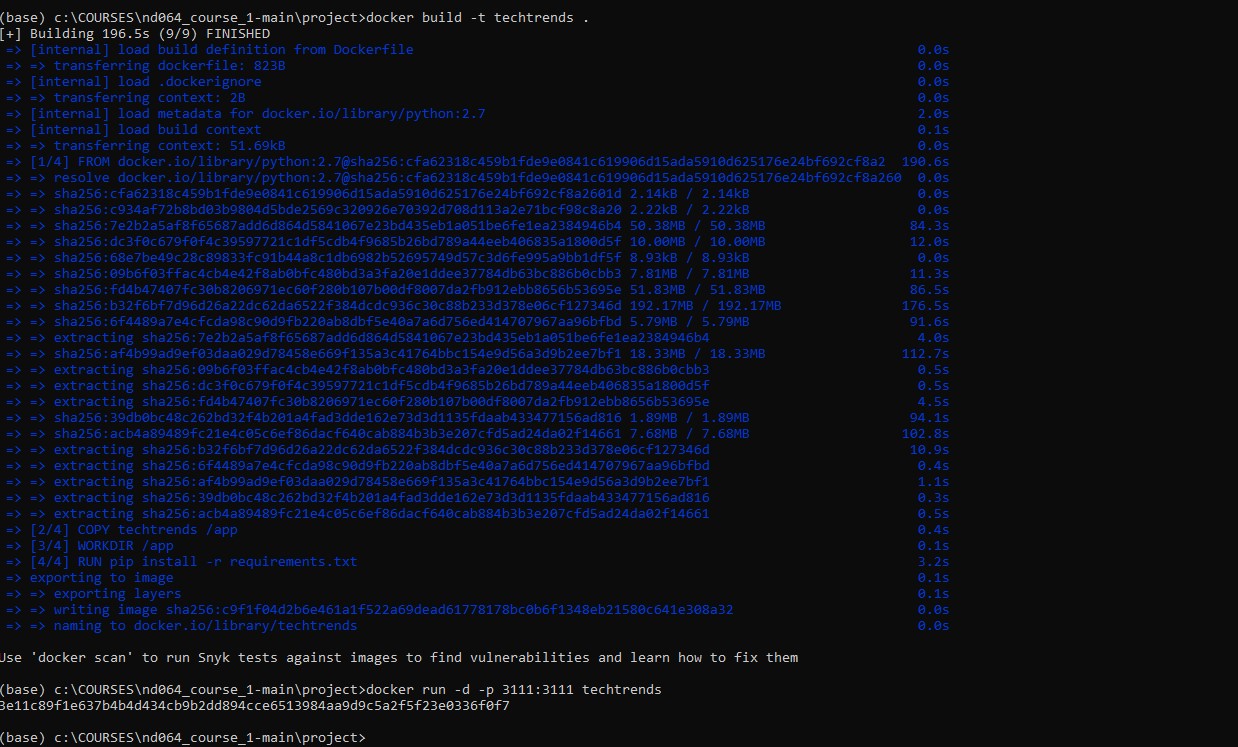 (base) c:\COURSES\nd064_course_1-main\project>docker build -t techtrends .
[+] Building 196.5s (9/9) FINISHED
=> [internal] load build definition from Dockerfile 0.0s
=> => transferring dockerfile: 823B 0.0s
=> [internal] load .dockerignore 0.0s
=> => transferring context: 2B 0.0s
=> [internal] load metadata for docker.io/library/python:2.7 2.0s
=> [internal] load build context 0.1s
=> => transferring context: 51.69kB 0.0s
=> [1/4] FROM docker.io/library/python:2.7@sha256:cfa62318c459b1fde9e0841c619906d15ada5910d625176e24bf692cf8a2 190.6s
=> => resolve docker.io/library/python:2.7@sha256:cfa62318c459b1fde9e0841c619906d15ada5910d625176e24bf692cf8a260 0.0s
=> => sha256:cfa62318c459b1fde9e0841c619906d15ada5910d625176e24bf692cf8a2601d 2.14kB / 2.14kB 0.0s
=> => sha256:c934af72b8bd03b9804d5bde2569c320926e70392d708d113a2e71bcf98c8a20 2.22kB / 2.22kB 0.0s
=> => sha256:7e2b2a5af8f65687add6d864d5841067e23bd435eb1a051be6fe1ea2384946b4 50.38MB / 50.38MB 84.3s
=> => sha256:dc3f0c679f0f4c39597721c1df5cdb4f9685b26bd789a44eeb406835a1800d5f 10.00MB / 10.00MB 12.0s
=> => sha256:68e7be49c28c89833fc91b44a8c1db6982b52695749d57c3d6fe995a9bb1df5f 8.93kB / 8.93kB 0.0s
=> => sha256:09b6f03ffac4cb4e42f8ab0bfc480bd3a3fa20e1ddee37784db63bc886b0cbb3 7.81MB / 7.81MB 11.3s
=> => sha256:fd4b47407fc30b8206971ec60f280b107b00df8007da2fb912ebb8656b53695e 51.83MB / 51.83MB 86.5s
=> => sha256:b32f6bf7d96d26a22dc62da6522f384dcdc936c30c88b233d378e06cf127346d 192.17MB / 192.17MB 176.5s
=> => sha256:6f4489a7e4cfcda98c90d9fb220ab8dbf5e40a7a6d756ed414707967aa96bfbd 5.79MB / 5.79MB 91.6s
=> => extracting sha256:7e2b2a5af8f65687add6d864d5841067e23bd435eb1a051be6fe1ea2384946b4 4.0s
=> => sha256:af4b99ad9ef03daa029d78458e669f135a3c41764bbc154e9d56a3d9b2ee7bf1 18.33MB / 18.33MB 112.7s
=> => extracting sha256:09b6f03ffac4cb4e42f8ab0bfc480bd3a3fa20e1ddee37784db63bc886b0cbb3 0.5s
=> => extracting sha256:dc3f0c679f0f4c39597721c1df5cdb4f9685b26bd789a44eeb406835a1800d5f 0.5s
=> => extracting sha256:fd4b47407fc30b8206971ec60f280b107b00df8007da2fb912ebb8656b53695e 4.5s
=> => sha256:39db0bc48c262bd32f4b201a4fad3dde162e73d3d1135fdaab433477156ad816 1.89MB / 1.89MB 94.1s
=> => sha256:acb4a89489fc21e4c05c6ef86dacf640cab884b3b3e207cfd5ad24da02f14661 7.68MB / 7.68MB 102.8s
=> => extracting sha256:b32f6bf7d96d26a22dc62da6522f384dcdc936c30c88b233d378e06cf127346d 10.9s
=> => extracting sha256:6f4489a7e4cfcda98c90d9fb220ab8dbf5e40a7a6d756ed414707967aa96bfbd 0.4s
=> => extracting sha256:af4b99ad9ef03daa029d78458e669f135a3c41764bbc154e9d56a3d9b2ee7bf1 1.1s
=> => extracting sha256:39db0bc48c262bd32f4b201a4fad3dde162e73d3d1135fdaab433477156ad816 0.3s
=> => extracting sha256:acb4a89489fc21e4c05c6ef86dacf640cab884b3b3e207cfd5ad24da02f14661 0.5s
=> [2/4] COPY techtrends /app 0.4s
=> [3/4] WORKDIR /app 0.1s
=> [4/4] RUN pip install -r requirements.txt 3.2s
=> exporting to image 0.1s
=> => exporting layers 0.1s
=> => writing image sha256:c9f1f04d2b6e461a1f522a69dead61778178bc0b6f1348eb21580c641e308a32 0.0s
=> => naming to docker.io/library/techtrends 0.0s
Use 'docker scan' to run Snyk tests against images to find vulnerabilities and learn how to fix them
(base) c:\COURSES\nd064_course_1-main\project>docker run -d -p 3111:3111 techtrends
3e11c89f1e637b4b4d434cb9b2dd894cce6513984aa9d9c5a2f5f23e0336f0f7
(base) c:\COURSES\nd064_course_1-main\project>